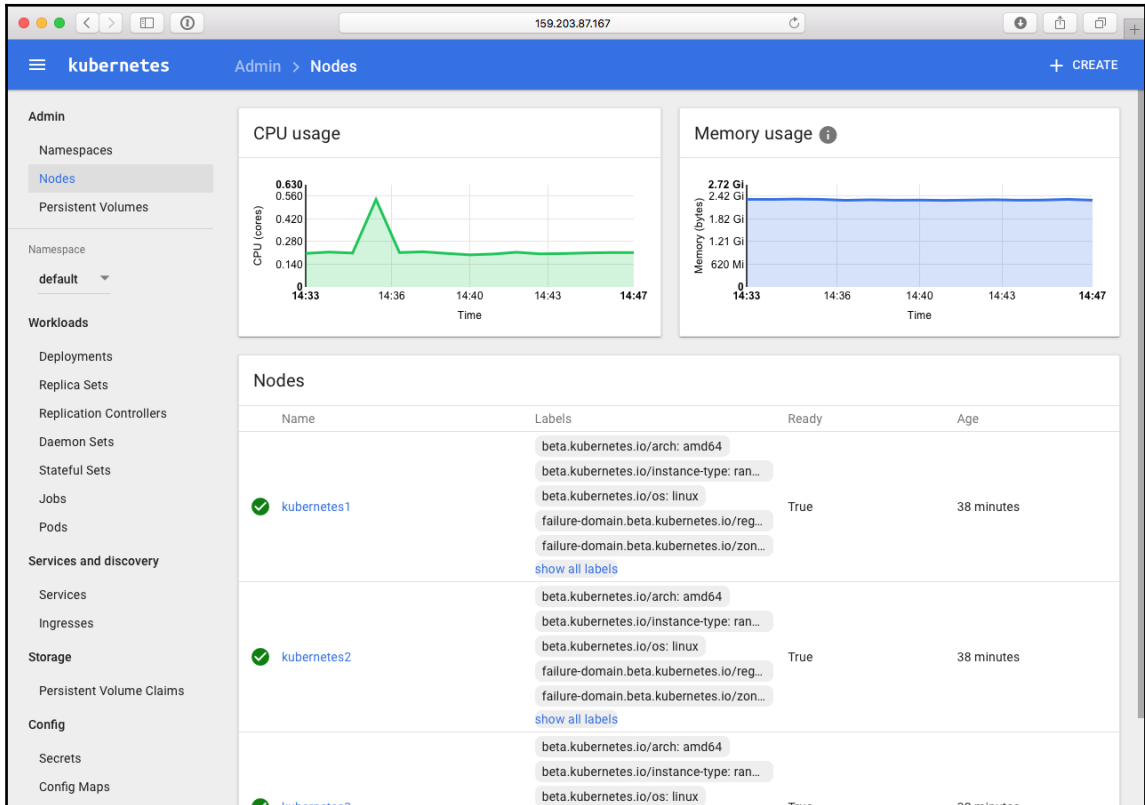 159.203.87.167
kubernetes
Admin > Nodes
+ CREATE
Admin
Namespaces
Nodes
Persistent Volumes
Namespace
default
Workloads
Deployments
Replica Sets
Replication Controllers
Daemon Sets
Stateful Sets
Jobs
Pods
Services and discovery
Services
Ingresses
Storage
Persistent Volume Claims
Config
Secrets
Config Maps
CPU usage
CPU (cores)
0.630
0.560
0.420
0.280
0.140
0
14:33
14:36
14:40
14:43
14:47
Time
Memory usage
Memory (bytes)
2.72 Gi
2.42 Gi
1.82 Gi
1.21 Gi
620 Mi
0
14:33
14:36
14:40
14:43
14:47
Time
Nodes
Name Labels Ready Age
beta.kubernetes.io/arch: amd64
beta.kubernetes.io/instance-type: ran...
beta.kubernetes.io/os: linux
kubernetes1 True 38 minutes
failure-domain.beta.kubernetes.io/reg...
failure-domain.beta.kubernetes.io/zon...
show all labels
beta.kubernetes.io/arch: amd64
beta.kubernetes.io/instance-type: ran...
beta.kubernetes.io/os: linux
kubernetes2 True 38 minutes
failure-domain.beta.kubernetes.io/reg...
failure-domain.beta.kubernetes.io/zon...
show all labels
beta.kubernetes.io/arch: amd64
beta.kubernetes.io/instance-type: ran...
beta.kubernetes.io/os: linux